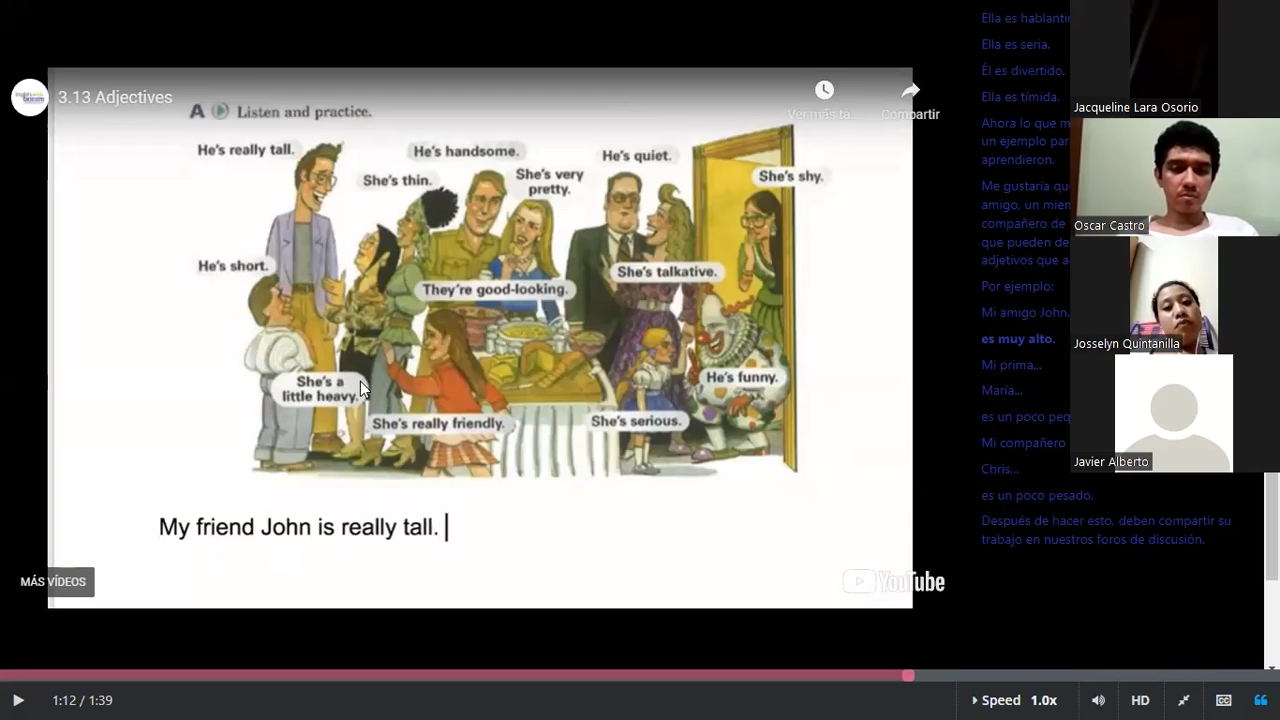 3.13 Adjectives
A Listen and practice.
Ver más ta...
Compartir
He's really tall.
He's handsome.
He's quiet.
She's thin.
She's very
pretty.
She's shy.
He's short.
She's talkative.
They're good-looking.
She's a
little heavy.
He's funny.
She's really friendly.
She's serious.
My friend John is really tall.
MÁS VÍDEOS
YouTube
1:12 / 1:39
Speed 1.0x
HD
CC
Ella es
Ella es seria.
Él es divertido.
Ella es tímida.
Ahora lo que m
un ejemplo par
aprendieron.
Me gustaría qu
amigo, un mien
compañero de
que pueden de
adjetivos que a
Por ejemplo:
Mi amigo John.
es muy alto.
Mi prima...
María...
es un poco peq
Mi compañero
Chris...
es un poco pesado.
Después de hacer esto, deben compartir su
trabajo en nuestros foros de discusión.
Jacqueline Lara Osorio
Oscar Castro
Josselyn Quintanilla
Javier Alberto